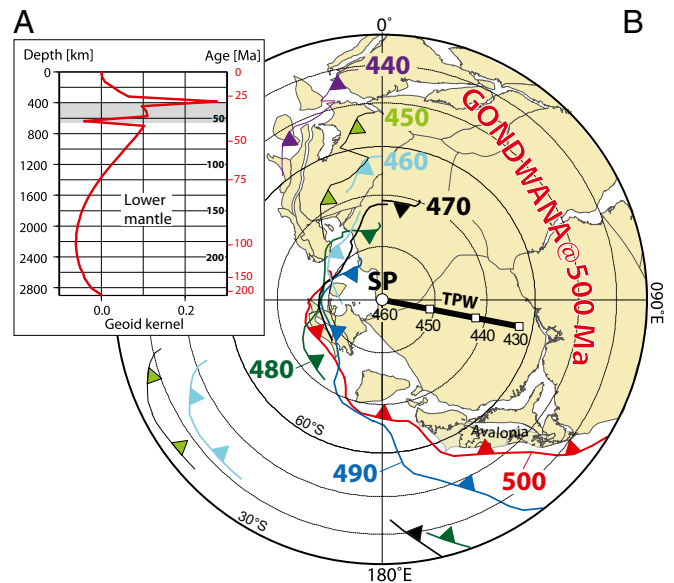 A
B
Depth [km]
Age [Ma]
0
400
800
1200
1600
2000
2400
2800
0
25
50
75
100
150
200
50
100
150
200
Lower
mantle
0.0
0.2
Geoid kernel
0°
440
450
460
470
GONDWANA@500 Ma
SP
TPW
460
450
440
430
090°E
480
60°S
Avalonia
490
500
30°S
180°E